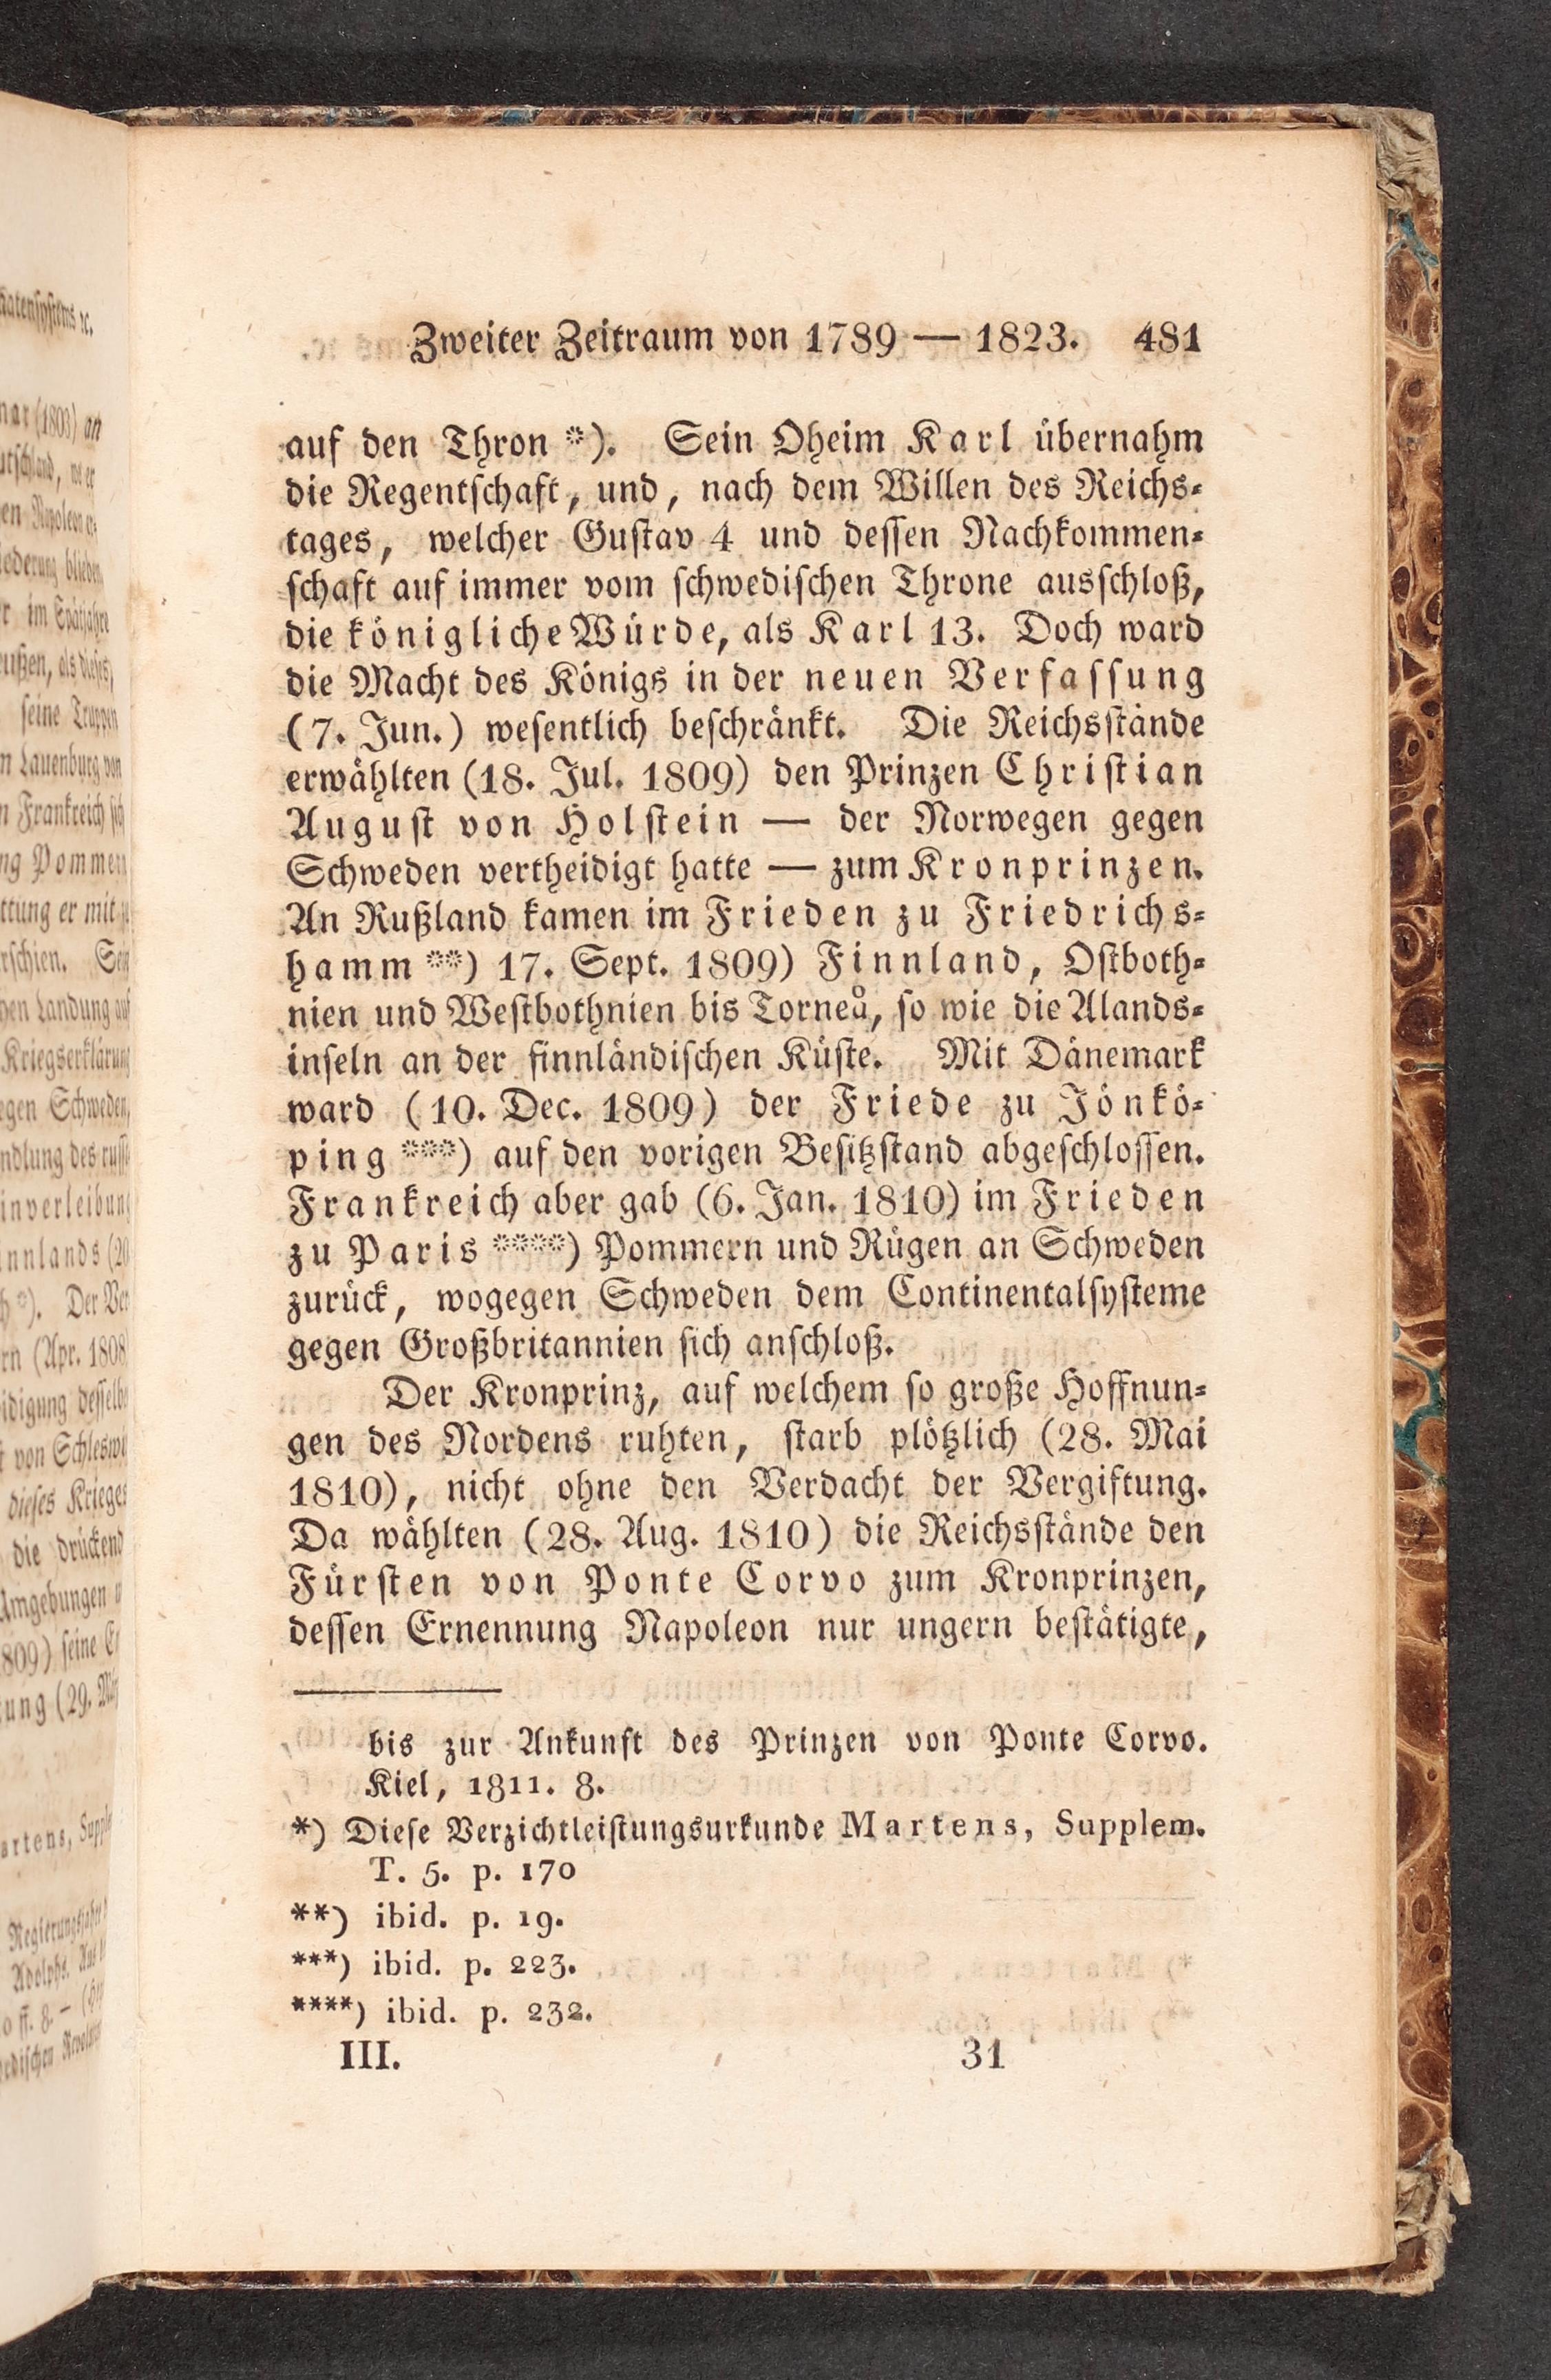 Zweiter Zeitraum von 1789 — 1823. 481
auf den Thron *). Sein Oheim Karl übernahm
die Regentschaft, und, nach dem Willen des Reichs-
tages, welcher Gustav 4 und dessen Nachkommen-
schaft auf immer vom schwedischen Throne ausschloß,
die königliche Würde, als Karl 13. Doch ward
die Macht des Königs in der neuen Verfassung
(7. Jun.) wesentlich beschränkt. Die Reichsstände
erwählten (18. Jul. 1809) den Prinzen Christian
August von Holstein — der Norwegen gegen
Schweden vertheidigt hatte — zum Kronprinzen.
An Rußland kamen im Frieden zu Friedrichs-
hamm **) 17. Sept. 1809) Finnland, Ostboth-
nien und Westbothnien bis Torneå, so wie die Alands-
inseln an der finnländischen Küste. Mit Dänemark
ward (10. Dec. 1809) der Friede zu Jönkö-
ping ***) auf den vorigen Besitzstand abgeschlossen.
Frankreich aber gab (6. Jan. 1810) im Frieden
zu Paris ****) Pommern und Rügen an Schweden
zurück, wogegen Schweden dem Continentalsysteme
gegen Großbritannien sich anschloß.
Der Kronprinz, auf welchem so große Hoffnun-
gen des Nordens ruhten, starb plötzlich (28. Mai
1810), nicht ohne den Verdacht der Vergiftung.
Da wählten (28. Aug. 1810) die Reichsstände den
Fürsten von Ponte Corvo zum Kronprinzen,
dessen Ernennung Napoleon nur ungern bestätigte,
bis zur Ankunft des Prinzen von Ponte Corvo.
Kiel, 1811. 8.
*) Diese Verzichtleistungsurkunde Martens, Supplem.
T. 5. p. 170
**) ibid. p. 19.
***) ibid. p. 223.
****) ibid. p. 232.
III. 31